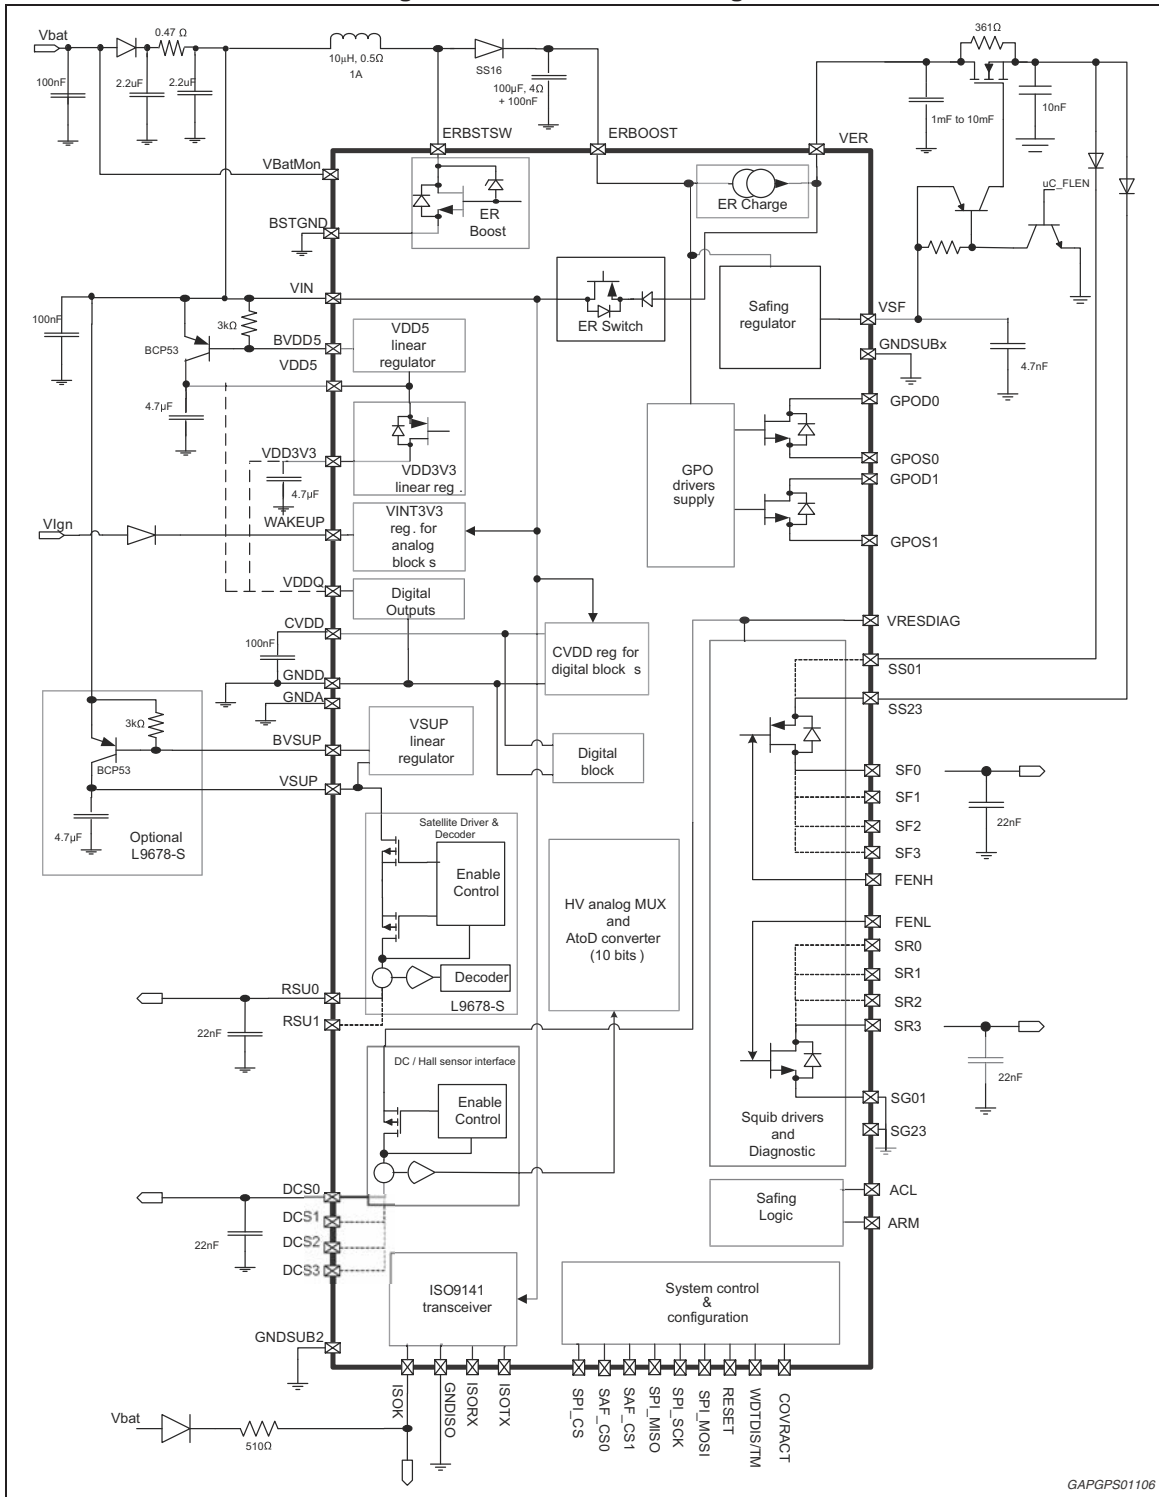 Vbat
0.47 Ω
100nF
2.2uF
2.2uF
10µH, 0.5Ω
1A
SS16
100µF, 4Ω
+ 100nF
361Ω
1mF to 10mF
10nF
ERBSTSW
ERBOOST
VER
VBatMon
ER
Boost
ER Charge
uC_FLEN
BSTGND
VIN
ER Switch
Safing
regulator
VSF
100nF
3kΩ
BCP53
BVDD5
VDD5
linear
regulator
GNDSUBx
4.7nF
VDD5
4.7µF
GPOD0
VDD3V3
4.7µF
VDD3V3
linear reg .
GPO
drivers
supply
GPOS0
GPOD1
VIgn
WAKEUP
VINT3V3
reg . for
analog
block s
GPOS1
VDDQ
Digital
Outputs
CVDD
100nF
CVDD reg for
digital block s
VRESDIAG
GNDD
GNDA
SS01
SS23
3kΩ
BCP53
BVSUP
VSUP
linear
regulator
Digital
block
VSUP
4.7µF
Optional
L9678-S
SF0
SF1
SF2
SF3
22nF
FENH
Satellite Driver &
Decoder
Enable
Control
HV analog MUX
and
AtoD converter
(10 bits )
FENL
SR0
SR1
SR2
SR3
Decoder
L9678-S
RSU0
22nF
RSU1
DC / Hall sensor interface
Enable
Control
22nF
SG01
SG23
Squib drivers
and
Diagnostic
DCS0
DCS1
DCS2
DCS3
22nF
Safing
Logic
ACL
ARM
ISO9141
transceiver
System control
&
configuration
GNDSUB2
ISOK
GNDISO
ISORX
ISOTX
SPI_CS
SAF_CS0
SAF_CS1
SPI_MISO
SPI_SCK
SPI_MOSI
RESET
WDTDIS/TM
COVRACT
Vbat
510Ω
GAPGPS01106